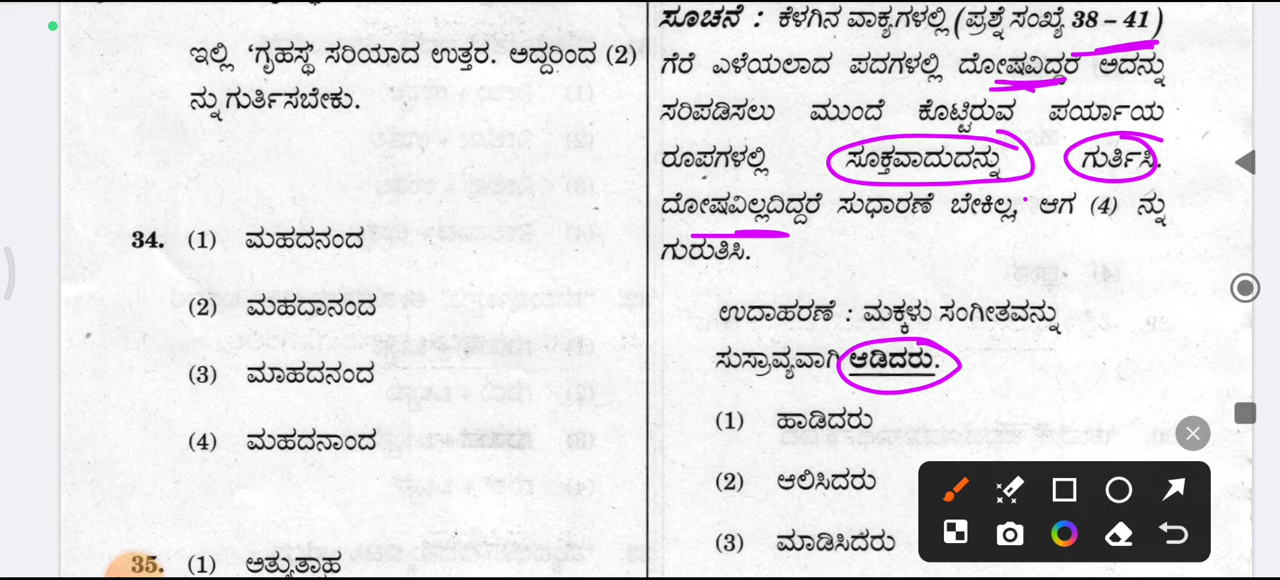 ಇಲ್ಲಿ ‘ಗೃಹಸ್ಥ’ ಸರಿಯಾದ ಉತ್ತರ. ಅದ್ದರಿಂದ (2)
ನ್ನು ಗುರ್ತಿಸಬೇಕು.
34. (1) ಮಹದನಂದ
(2) ಮಹದಾನಂದ
(3) ಮಾಹದನಂದ
(4) ಮಹದನಾಂದ
35. (1) ಅತ್ಯುತ್ಸಾಹ
ಸೂಚನೆ : ಕೆಳಗಿನ ವಾಕ್ಯಗಳಲ್ಲಿ (ಪ್ರಶ್ನೆ ಸಂಖ್ಯೆ 38 – 41)
ಗೆರೆ ಎಳೆಯಲಾದ ಪದಗಳಲ್ಲಿ ದೋಷವಿದ್ದರೆ ಅದನ್ನು
ಸರಿಪಡಿಸಲು ಮುಂದೆ ಕೊಟ್ಟಿರುವ ಪರ್ಯಾಯ
ರೂಪಗಳಲ್ಲಿ ಸೂಕ್ತವಾದುದನ್ನು ಗುರ್ತಿಸಿ.
ದೋಷವಿಲ್ಲದಿದ್ದರೆ ಸುಧಾರಣೆ ಬೇಕಿಲ್ಲ, ಆಗ (4) ನ್ನು
ಗುರುತಿಸಿ.
ಉದಾಹರಣೆ : ಮಕ್ಕಳು ಸಂಗೀತವನ್ನು
ಸುಸ್ರಾವ್ಯವಾಗಿ ಆಡಿದರು.
(1) ಹಾಡಿದರು
(2) ಆಲಿಸಿದರು
(3) ಮಾಡಿಸಿದರು